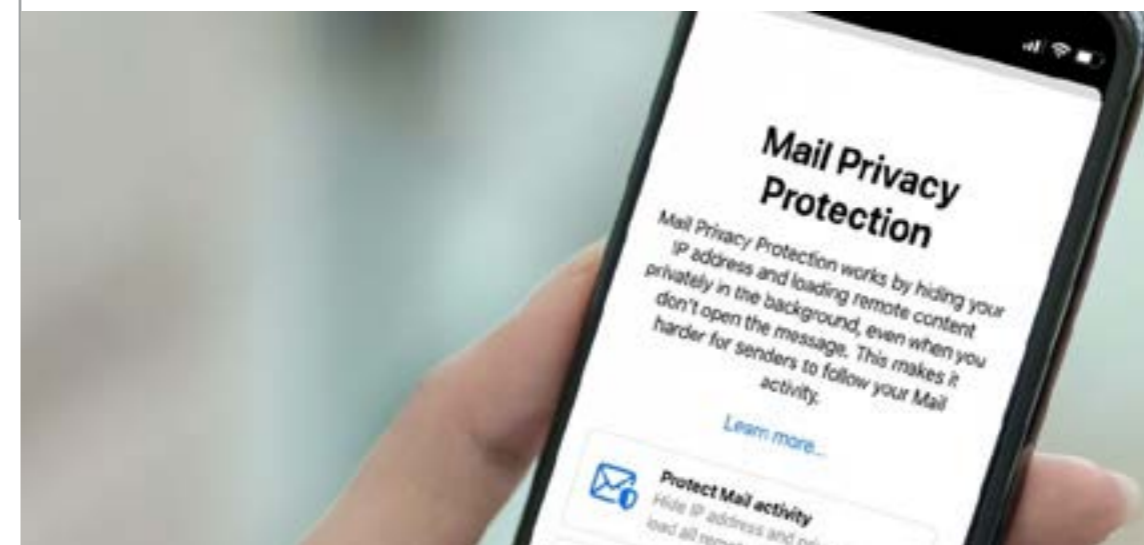 Mail Privacy
Protection
Mail Privacy Protection works by hiding your
IP address and loading remote content
privately in the background, even when you
don't open the message. This makes it
harder for senders to follow your Mail
activity.
Learn more...
Protect Mail activity
Hide IP address and
load all